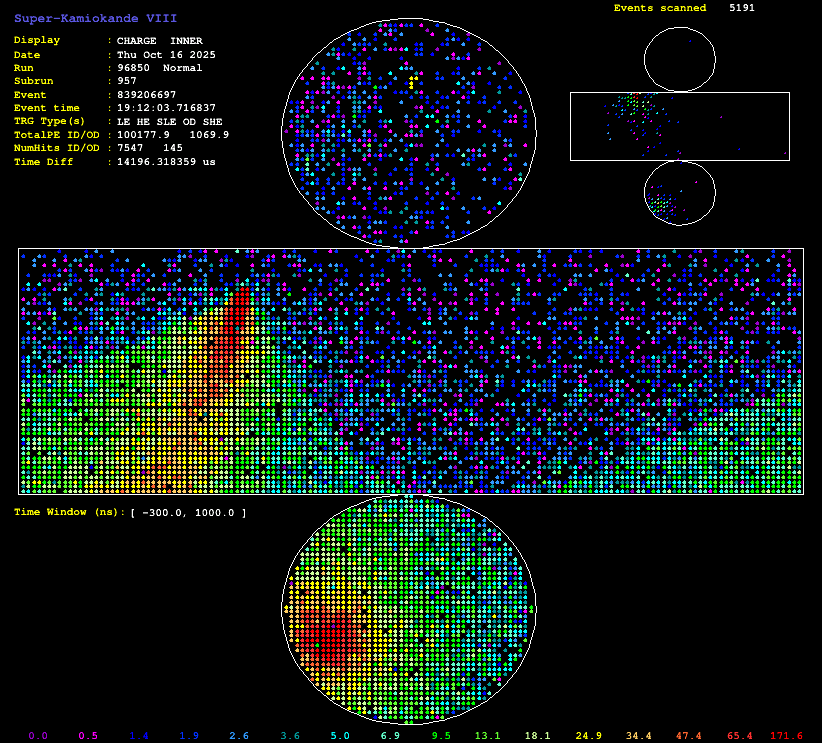 Super-Kamiokande VIII
Events scanned 5191
Display : CHARGE INNER
Date : Thu Oct 16 2025
Run : 96850 Normal
Subrun : 957
Event : 839206697
Event time : 19:12:03.716837
TRG Type(s) : LE HE SLE OD SHE
TotalPE ID/OD : 100177.9 1069.9
NumHits ID/OD : 7547 145
Time Diff : 14196.318359 us
Time Window (ns): [ -300.0, 1000.0 ]
0.0 0.5 1.4 1.9 2.6 3.6 5.0 6.9 9.5 13.1 18.1 24.9 34.4 47.4 65.4 171.6